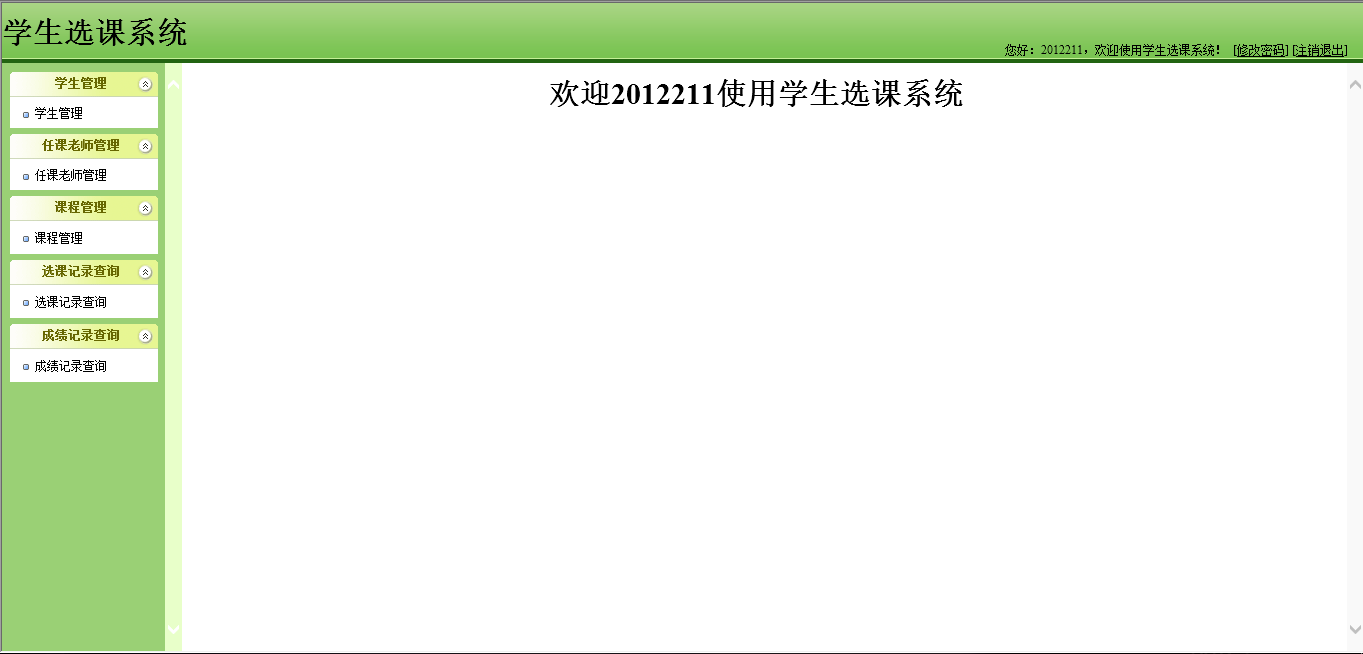 学生选课系统
您好：2012211，欢迎使用学生选课系统！ [修改密码] [注销退出]
学生管理
学生管理
任课老师管理
任课老师管理
课程管理
课程管理
选课记录查询
选课记录查询
成绩记录查询
成绩记录查询
欢迎2012211使用学生选课系统